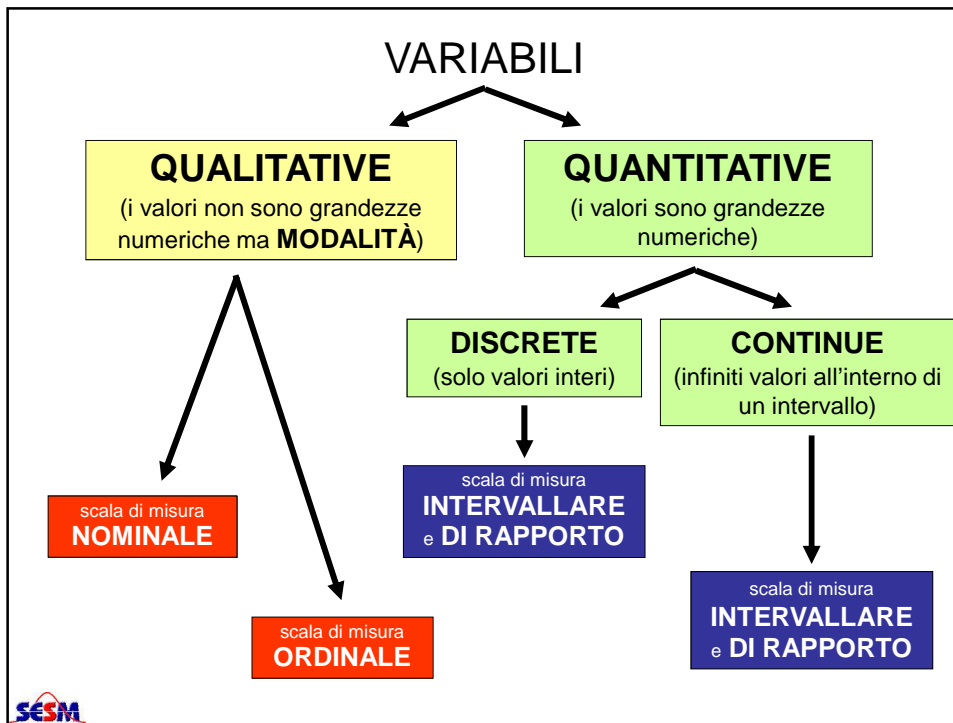 VARIABILI
QUALITATIVE
(i valori non sono grandezze
numeriche ma MODALITÀ)
QUANTITATIVE
(i valori sono grandezze
numeriche)
DISCRETE
(solo valori interi)
CONTINUE
(infiniti valori all'interno di
un intervallo)
scala di misura
NOMINALE
scala di misura
ORDINALE
scala di misura
INTERVALLARE
e DI RAPPORTO
scala di misura
INTERVALLARE
e DI RAPPORTO
SESM